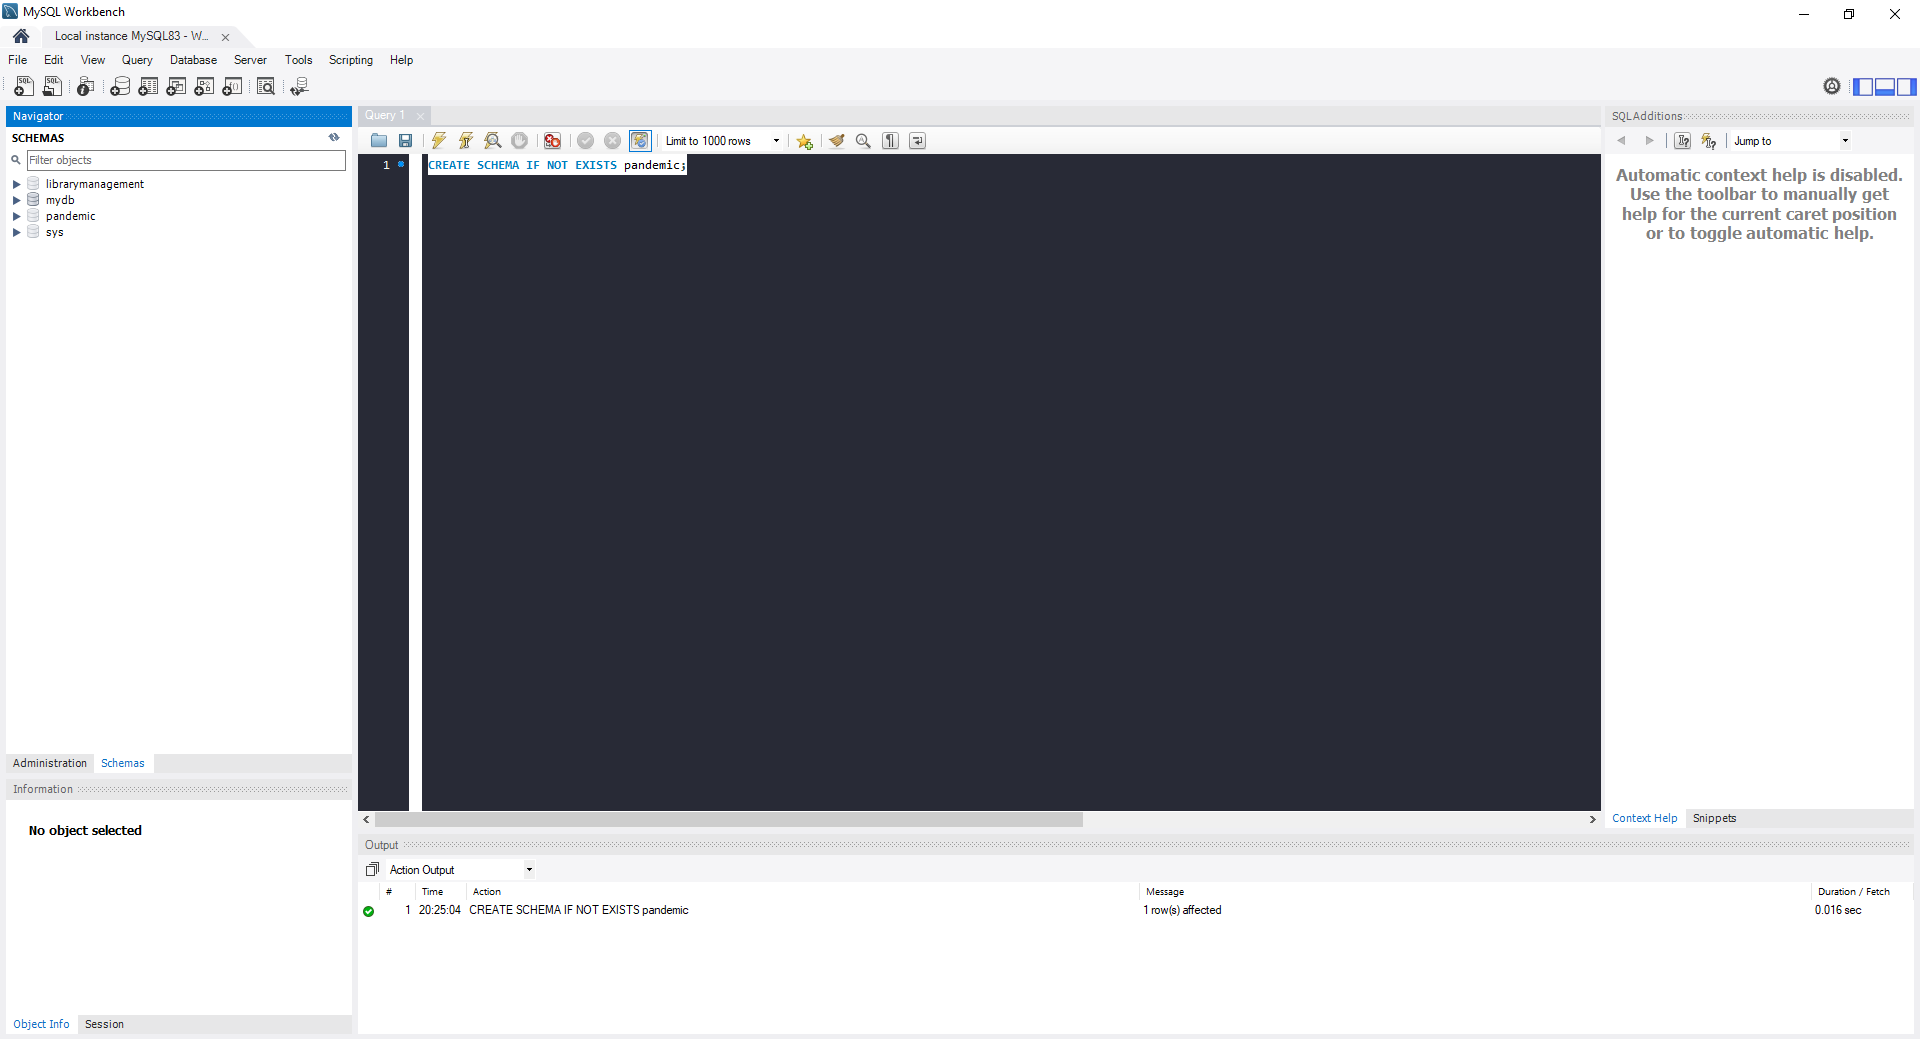 MySQL Workbench
Local instance MySQL83 - W...
File Edit View Query Database Server Tools Scripting Help
Navigator
SCHEMAS
Filter objects
librarymanagement
mydb
pandemic
sys
Administration Schemas
Information
No object selected
Object Info Session
Query 1
Limit to 1000 rows
1 CREATE SCHEMA IF NOT EXISTS pandemic;
SQLAdditions
Jump to
Automatic context help is disabled.
Use the toolbar to manually get
help for the current caret position
or to toggle automatic help.
Context Help Snippets
Output
Action Output
# Time Action Message Duration / Fetch
1 20:25:04 CREATE SCHEMA IF NOT EXISTS pandemic 1 row(s) affected 0.016 sec